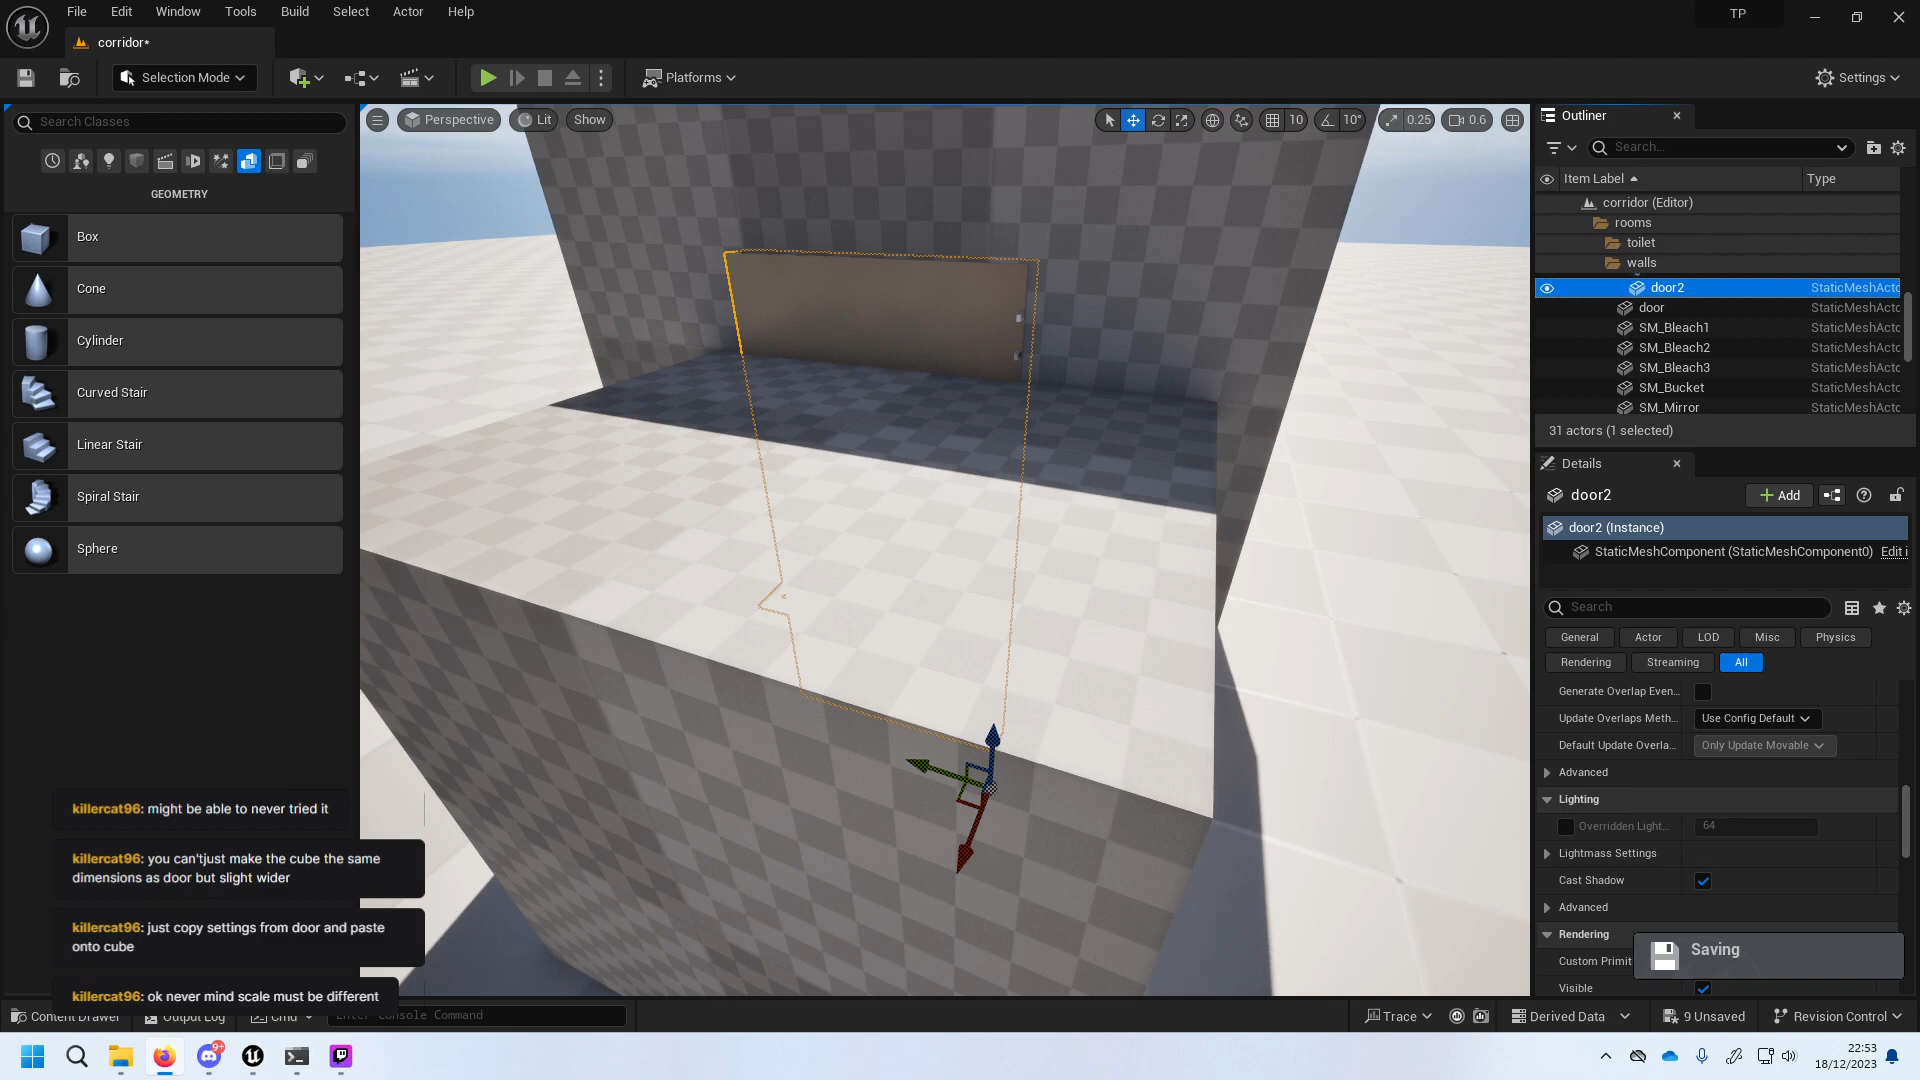 File Edit Window Tools Build Select Actor Help
TP
corridor*
Selection Mode
Platforms
Settings
Search Classes
GEOMETRY
Box
Cone
Cylinder
Curved Stair
Linear Stair
Spiral Stair
Sphere
Perspective
Lit
Show
10
10°
0.25
0.6
Outliner
Search...
Item Label
Type
corridor (Editor)
rooms
toilet
walls
door2 StaticMeshActo
door StaticMeshActo
SM_Bleach1 StaticMeshActo
SM_Bleach2 StaticMeshActo
SM_Bleach3 StaticMeshActo
SM_Bucket StaticMeshActo
SM_Mirror StaticMeshActo
31 actors (1 selected)
Details
door2
Add
door2 (Instance)
StaticMeshComponent (StaticMeshComponent0) Edit i
Search
General Actor LOD Misc Physics
Rendering Streaming All
Generate Overlap Even...
Update Overlaps Meth... Use Config Default
Default Update Overla... Only Update Movable
Advanced
Lighting
Overridden Light... 64
Lightmass Settings
Cast Shadow
Advanced
Rendering
Custom Primit
Visible
Saving
killercat96: might be able to never tried it
killercat96: you can'tjust make the cube the same
dimensions as door but slight wider
killercat96: just copy settings from door and paste
onto cube
killercat96: ok never mind scale must be different
Content Drawer
Output Log
Cmd
Enter Console Command
Trace
Derived Data
9 Unsaved
Revision Control
9+
22:53
18/12/2023